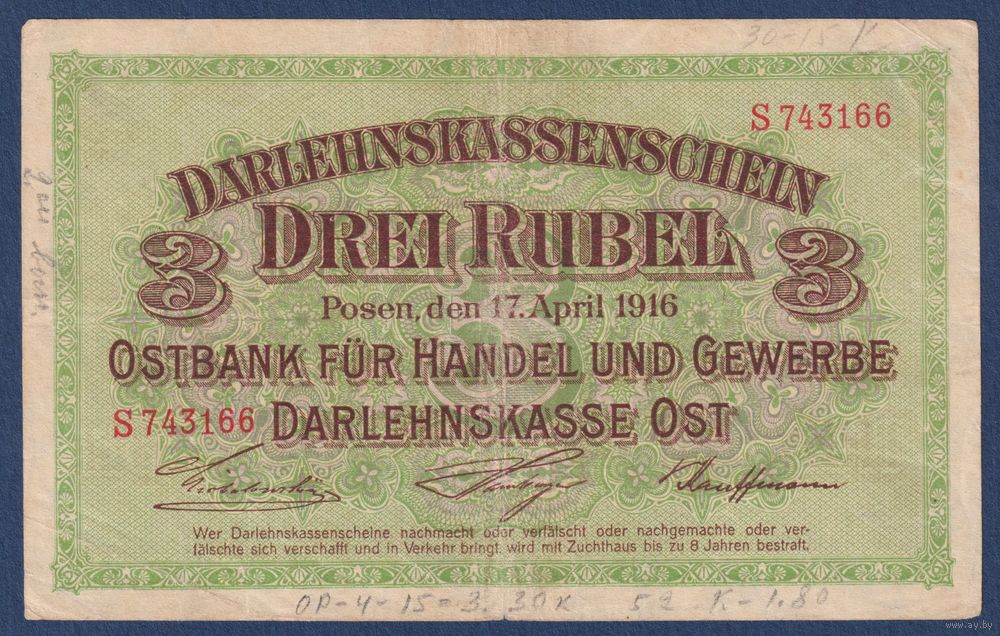 30-15 K
S 743166
DARLEHNSKASSENSCHEIN
3 DREI RUBEL 3
Posen, den 17. April 1916
OSTBANK FÜR HANDEL UND GEWERBE
S 743166 DARLEHNSKASSE OST
Kauffmann
Wer Darlehnskassenscheine nachmacht oder verfälscht oder nachgemachte oder ver-
fälschte sich verschafft und in Verkehr bringt, wird mit Zuchthaus bis zu 8 Jahren bestraft.
OP-4-15=3. 30K 52 K-1.80
www.ay.by